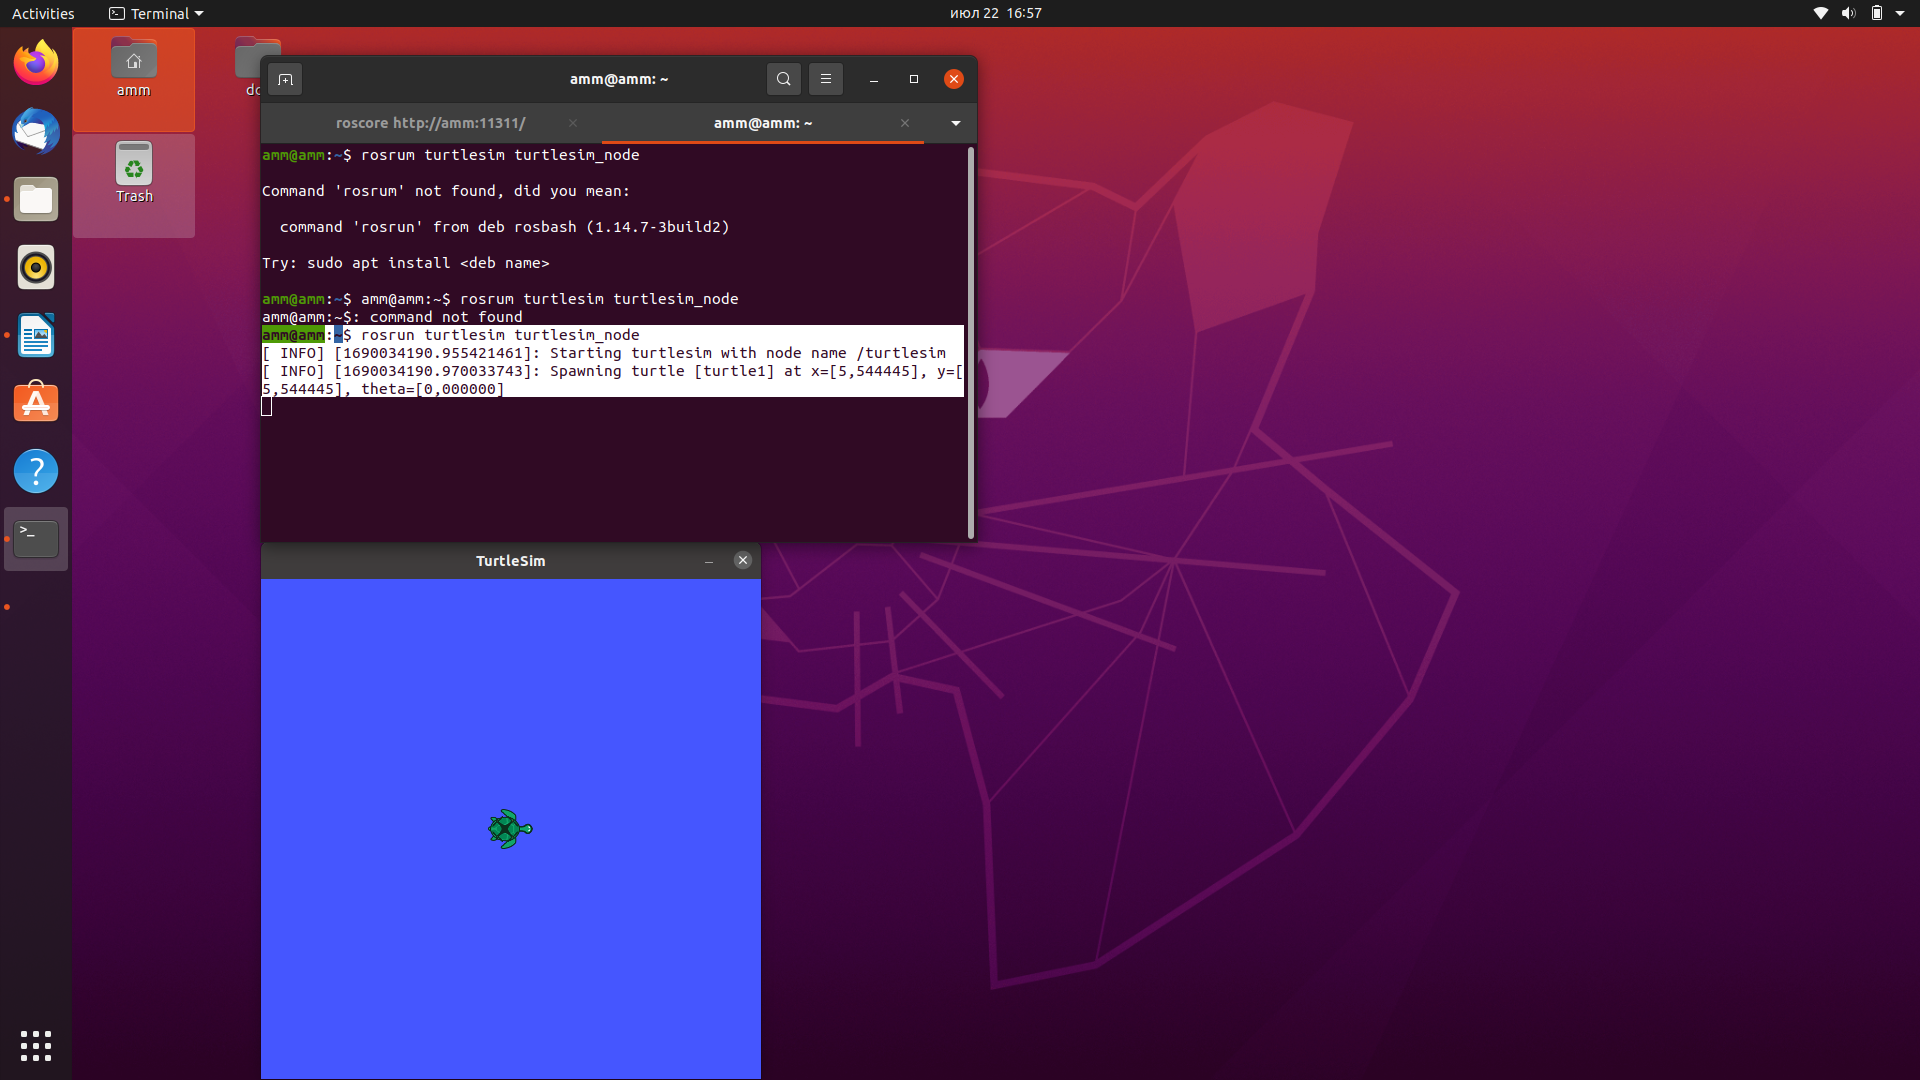 Activities
Terminal
июл 22 16:57
amm
Trash
amm@amm: ~
roscore http://amm:11311/
amm@amm: ~
amm@amm:~$ rosrum turtlesim turtlesim_node
Command 'rosrum' not found, did you mean:
command 'rosrun' from deb rosbash (1.14.7-3build2)
Try: sudo apt install <deb name>
amm@amm:~$ amm@amm:~$ rosrum turtlesim turtlesim_node
amm@amm:~$: command not found
amm@amm:~$ rosrun turtlesim turtlesim_node
[ INFO] [1690034190.955421461]: Starting turtlesim with node name /turtlesim
[ INFO] [1690034190.970033743]: Spawning turtle [turtle1] at x=[5,544445], y=[
5,544445], theta=[0,000000]
TurtleSim